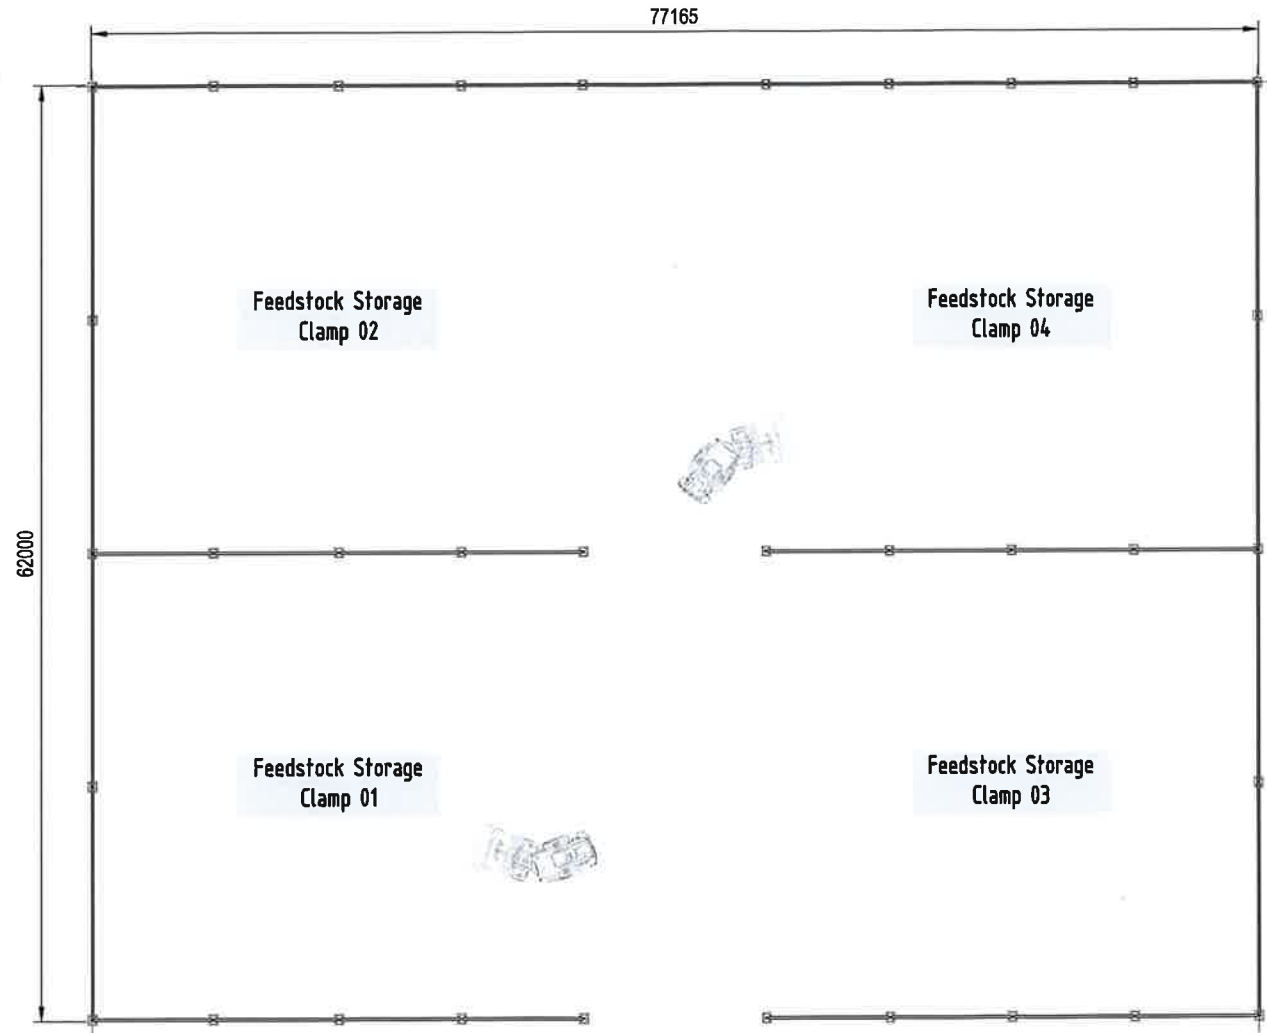 77165
62000
Feedstock Storage
Clamp 02
Feedstock Storage
Clamp 04
Feedstock Storage
Clamp 01
Feedstock Storage
Clamp 03